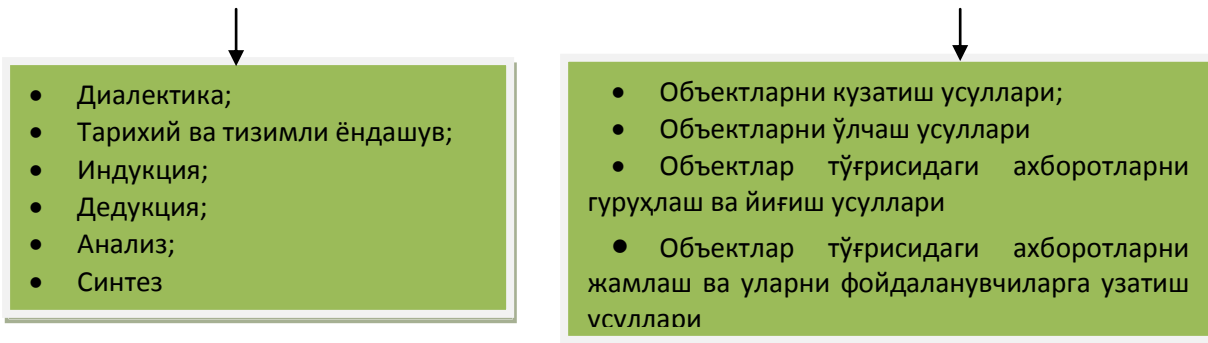 • Диалектика;
• Тарихий ва тизимли ёндашув;
• Индукция;
• Дедукция;
• Анализ;
• Синтез
• Объектларни кузатиш усуллари;
• Объектларни ўлчаш усуллари
• Объектлар тўғрисидаги ахборотларни
гуруҳлаш ва йиғиш усуллари
• Объектлар тўғрисидаги ахборотларни
жамлаш ва уларни фойдаланувчиларга узатиш
усуллари